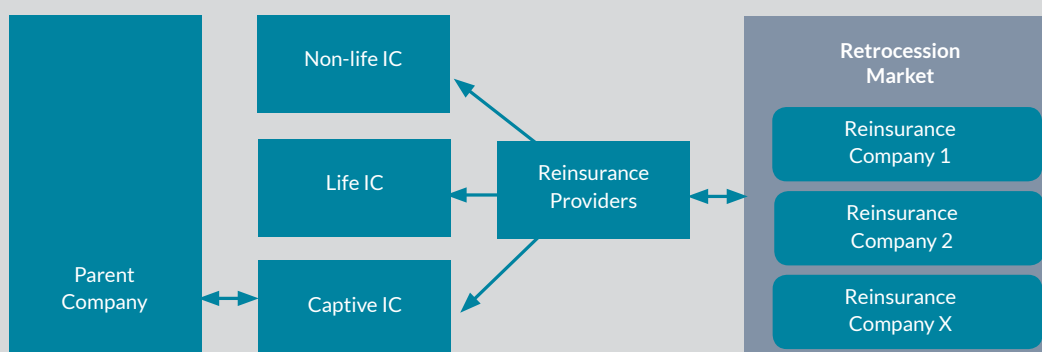 Parent
Company
Non-life IC
Life IC
Captive IC
Reinsurance
Providers
Retrocession
Market
Reinsurance
Company 1
Reinsurance
Company 2
Reinsurance
Company X